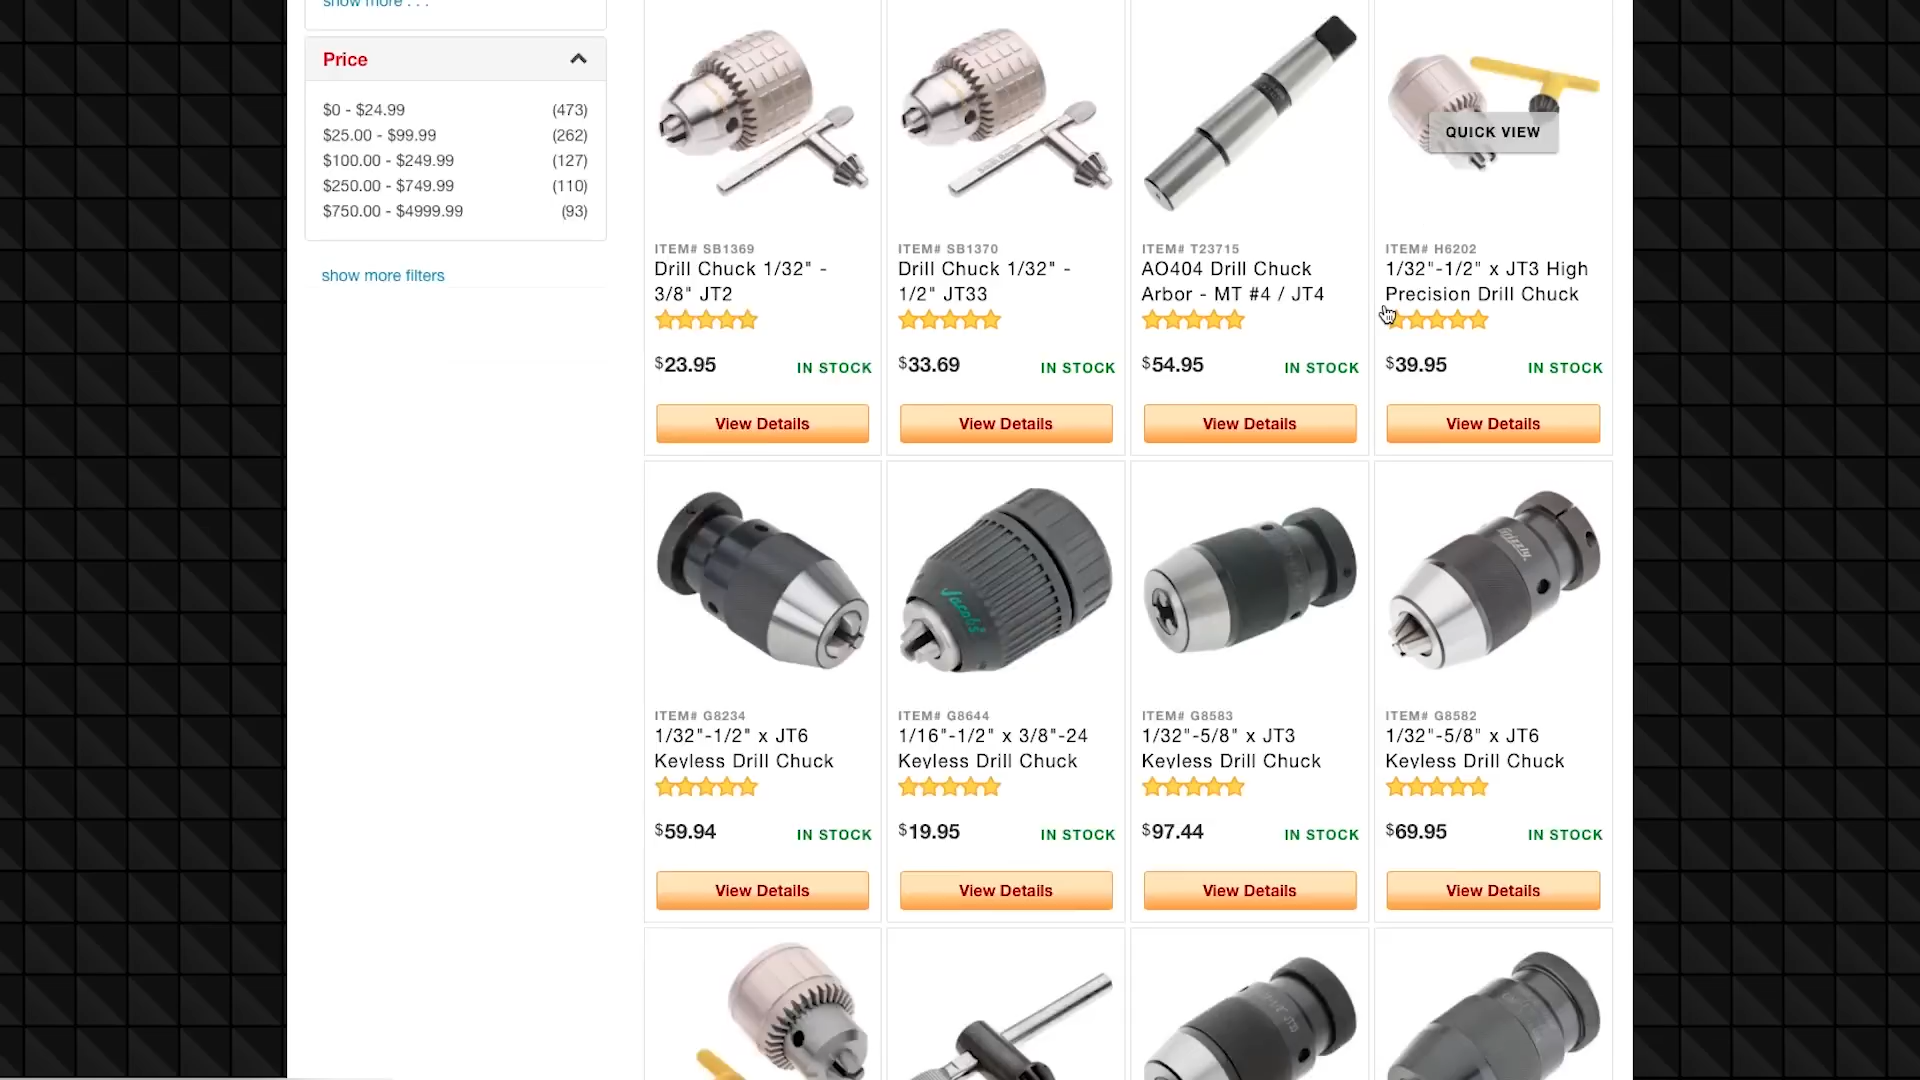 show more . . .
Price
$0 - $24.99 (473)
$25.00 - $99.99 (262)
$100.00 - $249.99 (127)
$250.00 - $749.99 (110)
$750.00 - $4999.99 (93)
show more filters
ITEM# SB1369
Drill Chuck 1/32" -
3/8" JT2
$23.95 IN STOCK
View Details
ITEM# SB1370
Drill Chuck 1/32" -
1/2" JT33
$33.69 IN STOCK
View Details
ITEM# T23715
AO404 Drill Chuck
Arbor - MT #4 / JT4
$54.95 IN STOCK
View Details
QUICK VIEW
ITEM# H6202
1/32"-1/2" x JT3 High
Precision Drill Chuck
$39.95 IN STOCK
View Details
ITEM# G8234
1/32"-1/2" x JT6
Keyless Drill Chuck
$59.94 IN STOCK
View Details
Jacobs
ITEM# G8644
1/16"-1/2" x 3/8"-24
Keyless Drill Chuck
$19.95 IN STOCK
View Details
ITEM# G8583
1/32"-5/8" x JT3
Keyless Drill Chuck
$97.44 IN STOCK
View Details
Grizzly
ITEM# G8582
1/32"-5/8" x JT6
Keyless Drill Chuck
$69.95 IN STOCK
View Details